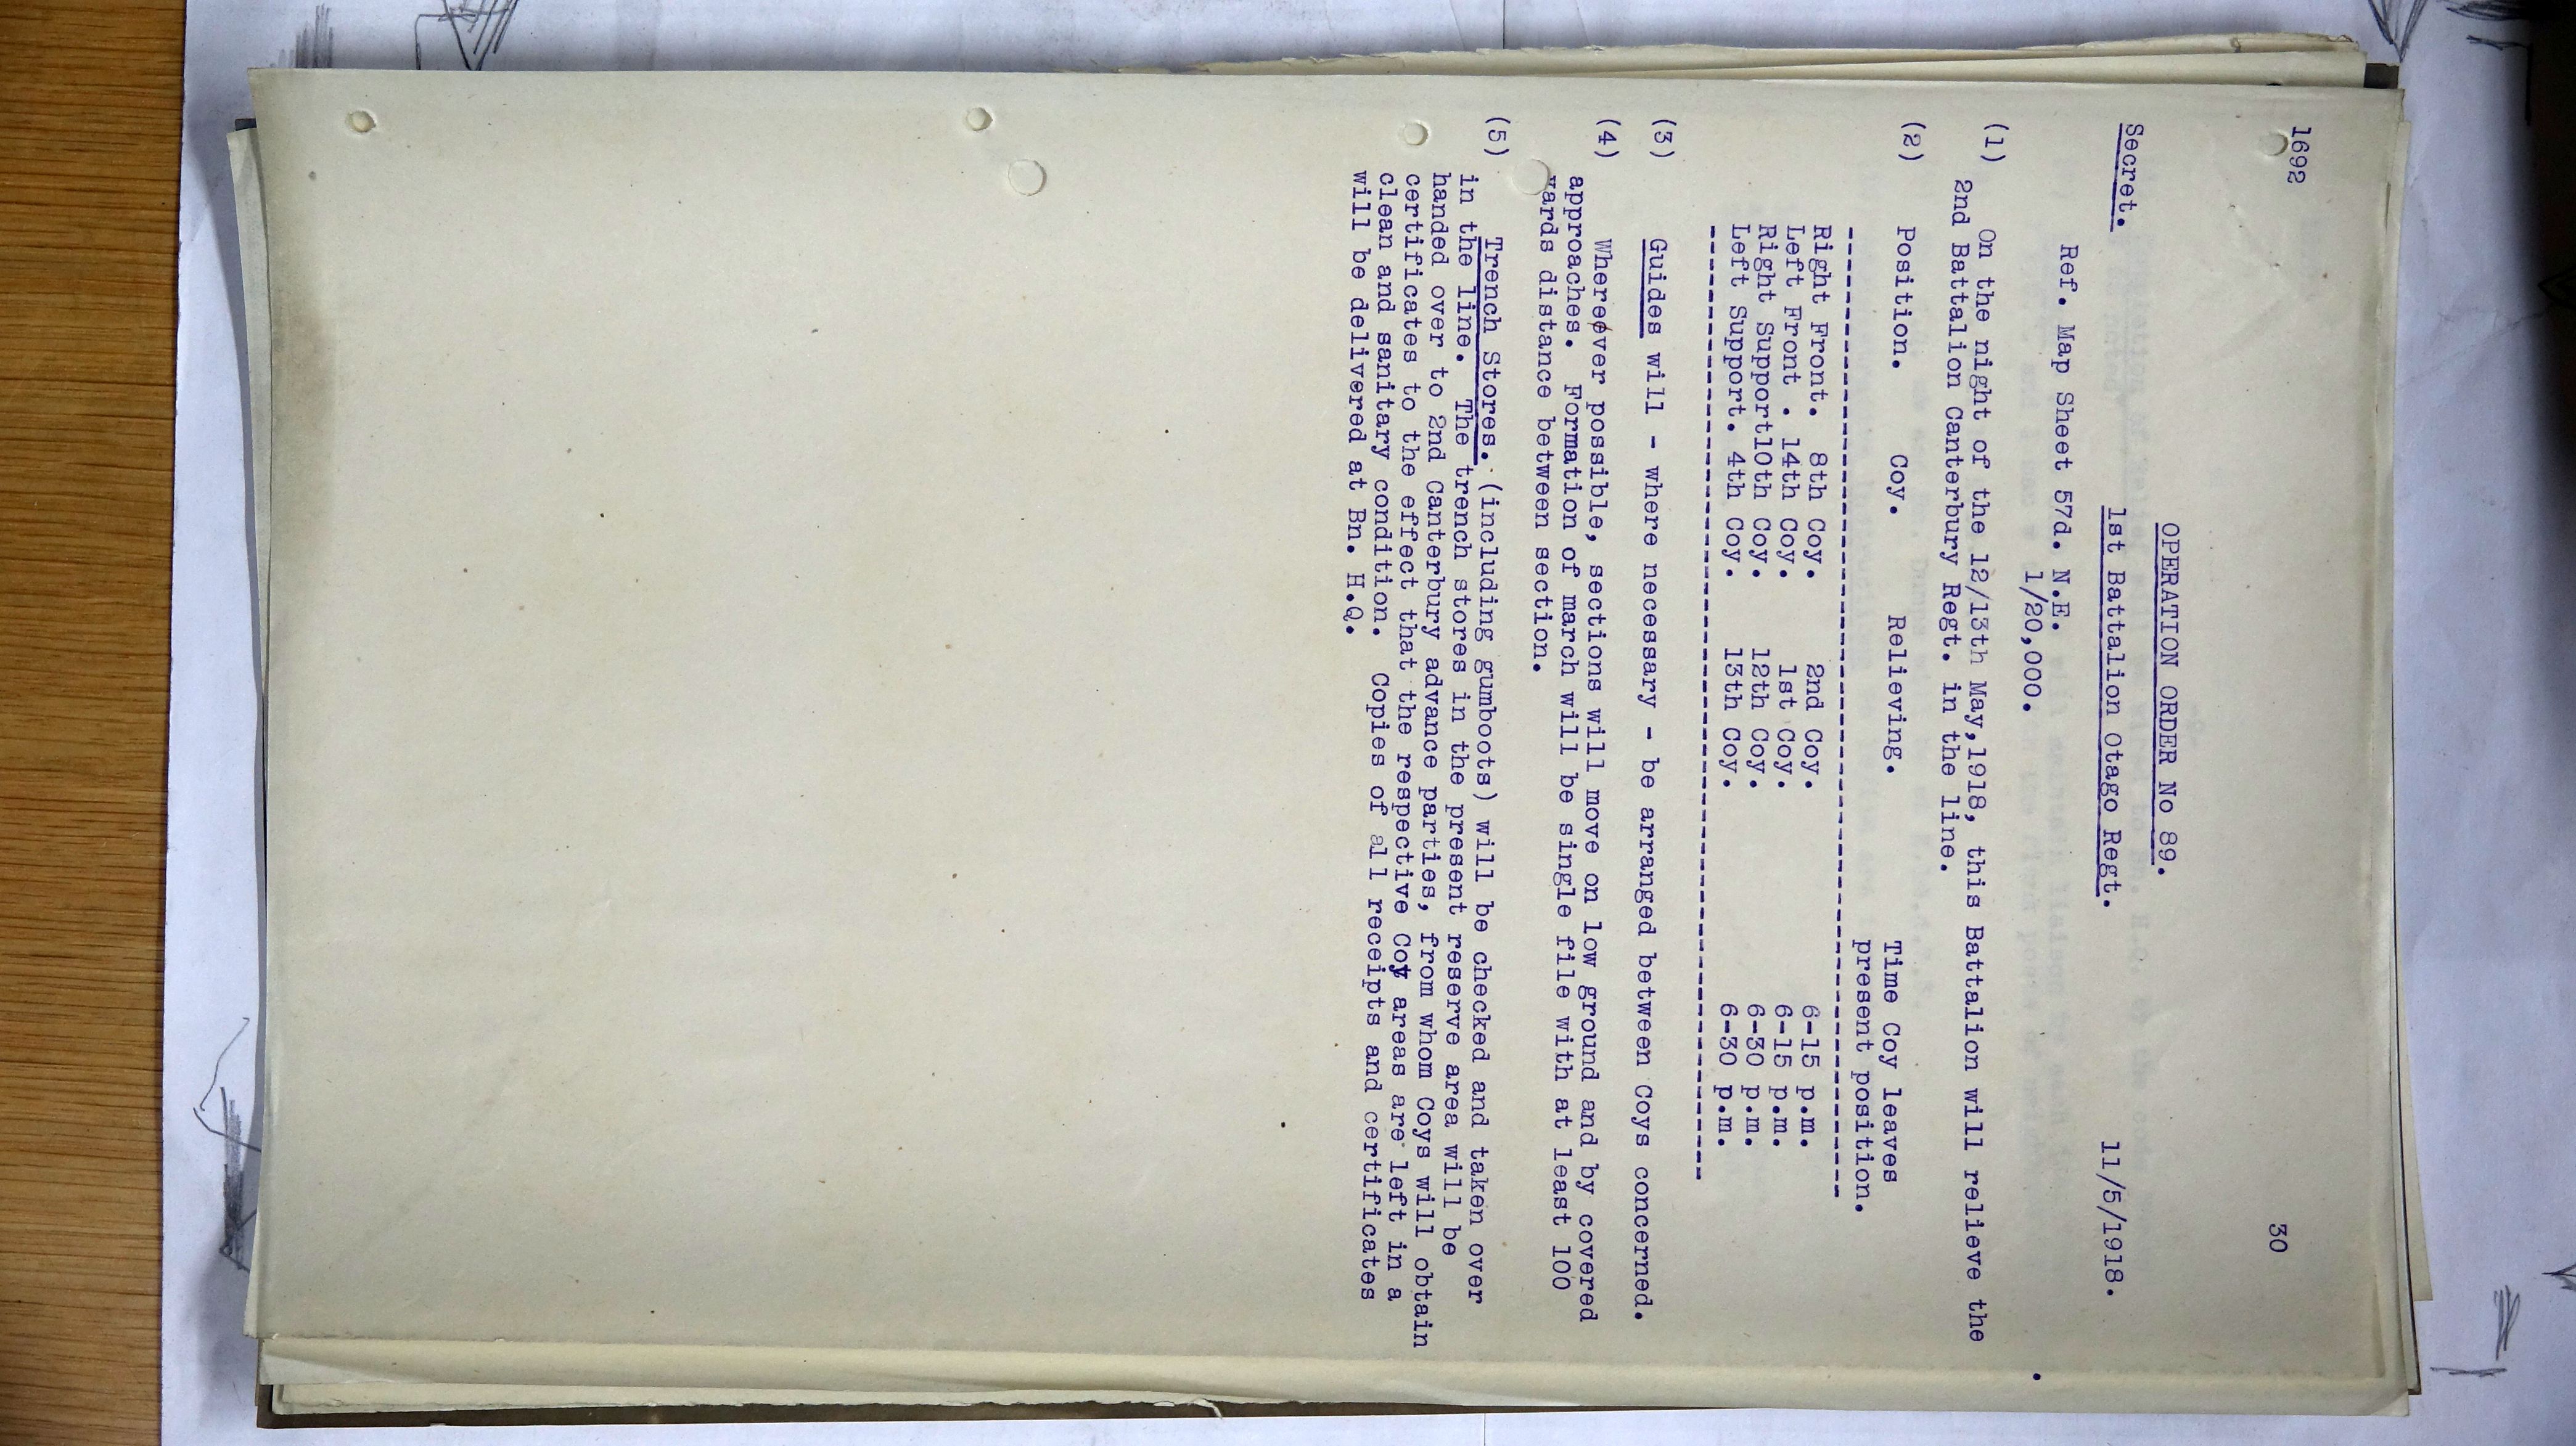 1692
30
OPERATION ORDER No 89.
Secret. 1st Battalion Otago Regt. 11/5/1918.
Ref. Map Sheet 57d. N.E.
1/20,000.
(1) On the night of the 12/13th May,1918, this Battalion will relieve the
2nd Battalion Canterbury Regt. in the line.
(2) Position. Coy. Relieving. Time Coy leaves
present position.
Right Front. 8th Coy. 2nd Coy. 6-15 p.m.
Left Front . 14th Coy. 1st Coy. 6-15 p.m.
Right Support10th Coy. 12th Coy. 6-30 p.m.
Left Support. 4th Coy. 13th Coy. 6-30 p.m.
(3) Guides will - where necessary - be arranged between Coys concerned.
(4) Whereever possible, sections will move on low ground and by covered
approaches. Formation of march will be single file with at least 100
yards distance between section.
(5) Trench Stores. (including gumboots) will be checked and taken over
in the line. The trench stores in the present reserve area will be
handed over to 2nd Canterbury advance parties, from whom Coys will obtain
certificates to the effect that the respective Coy areas are left in a
clean and sanitary condition. Copies of all receipts and certificates
will be delivered at Bn. H.Q.